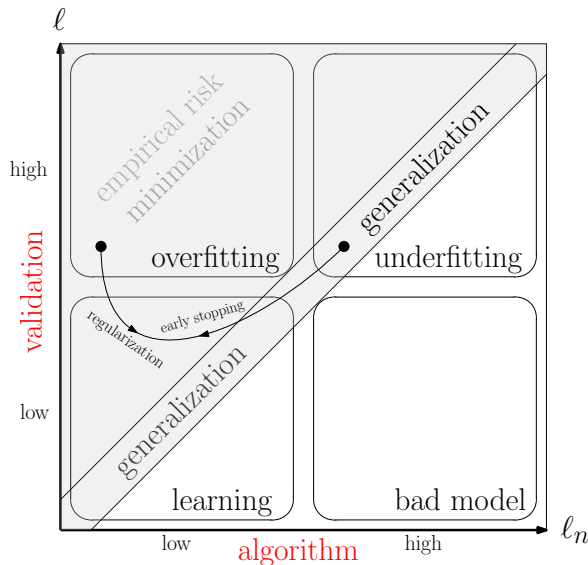 ℓ
empirical risk
minimization
generalization
high
overfitting
underfitting
validation
regularization
early stopping
generalization
low
learning
bad model
ℓₙ
low
algorithm
high